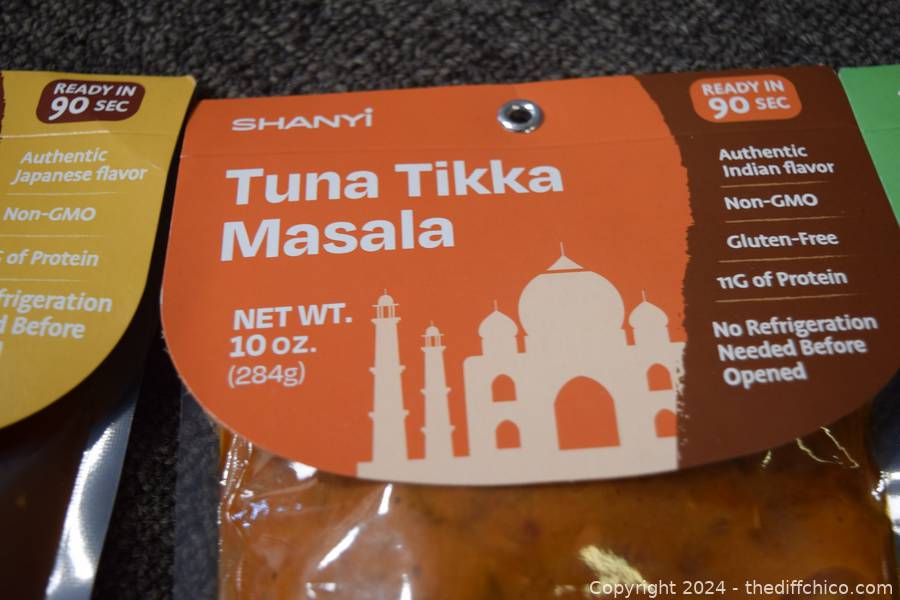 READY IN
90 SEC
Authentic
Japanese flavor
Non-GMO
of Protein
Before
SHANYi
Tuna Tikka
Masala
NET WT.
10 oz.
(284g)
READY IN
90 SEC
Authentic
Indian flavor
Non-GMO
Gluten-Free
11G of Protein
No Refrigeration
Needed Before
Opened
Copyright 2024 - thediffchico.com